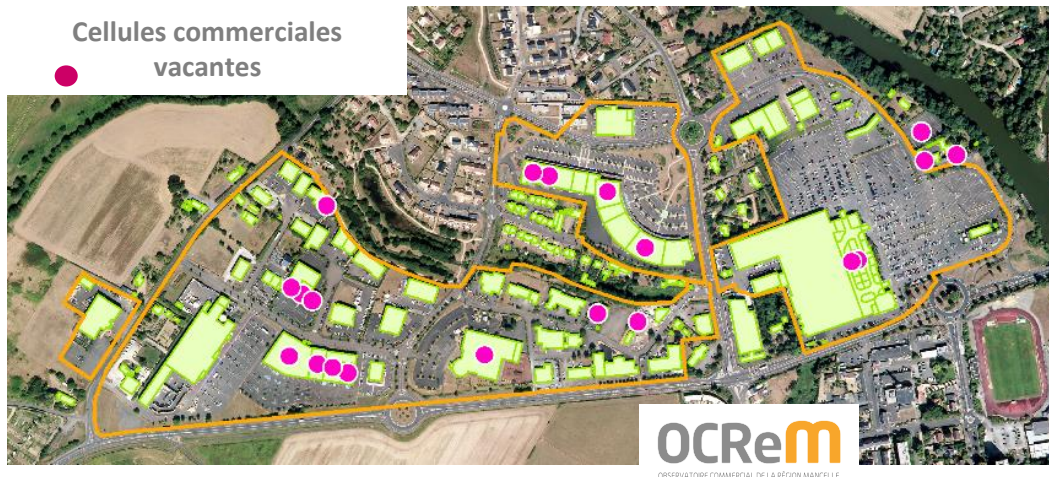 Cellules commerciales
vacantes
OCReM
OBSERVATOIRE COMMERCIAL DE LA RÉGION MANCELLE